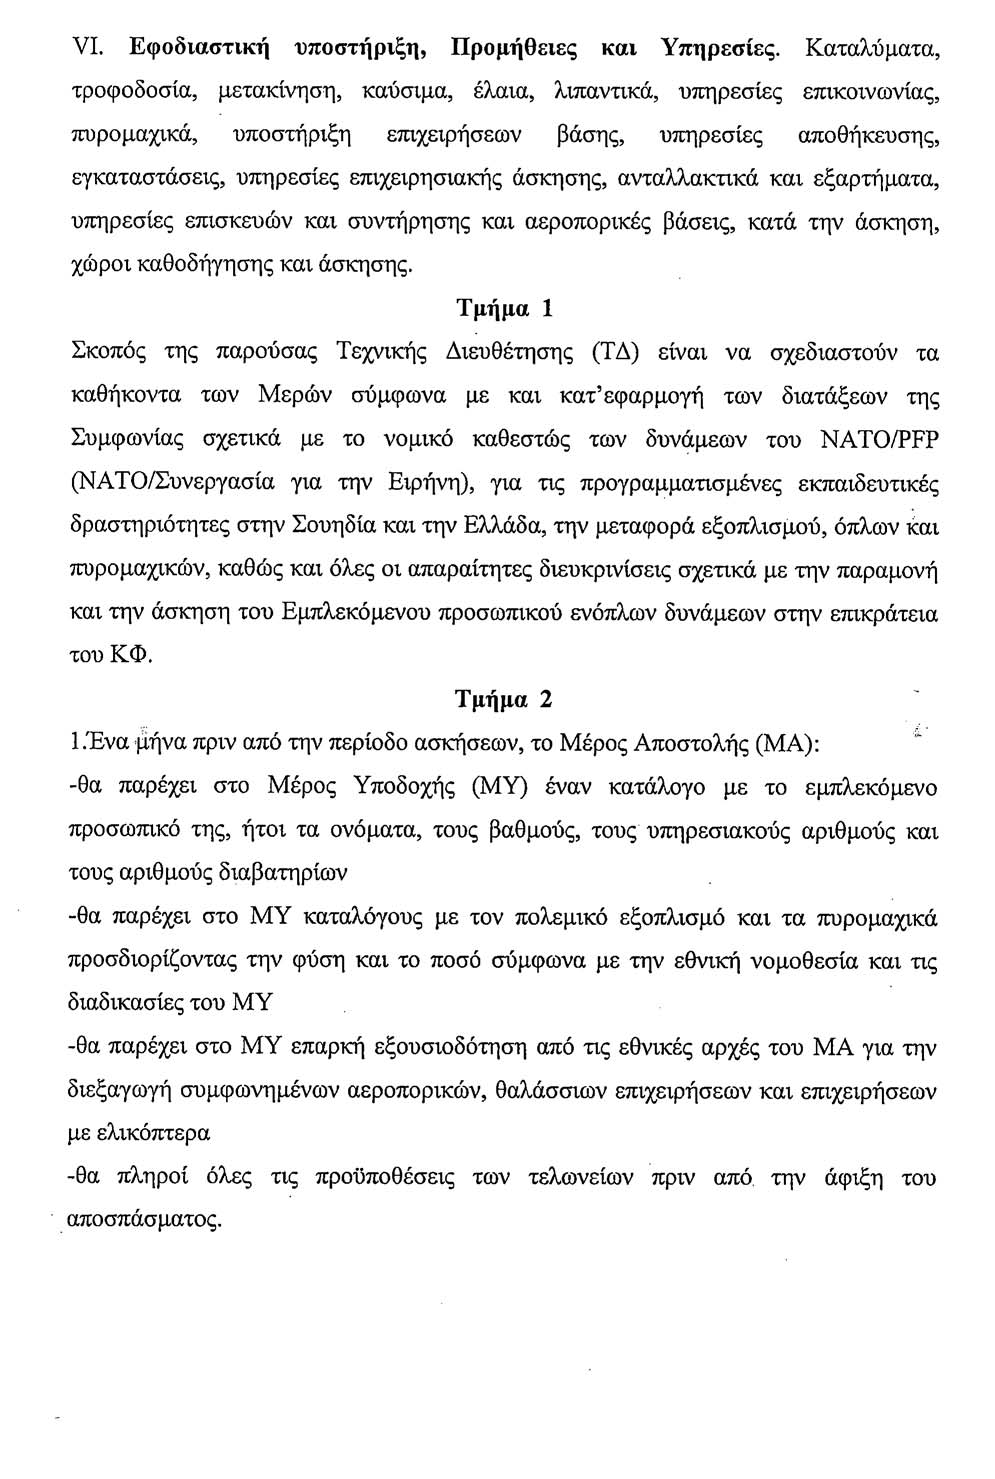 VI. Εφοδιαστική υποστήριξη, Προμήθειες και Υπηρεσίες. Καταλύματα,
τροφοδοσία, μετακίνηση, καύσιμα, έλαια, λιπαντικά, υπηρεσίες επικοινωνίας,
πυρομαχικά, υποστήριξη επιχειρήσεων βάσης, υπηρεσίες αποθήκευσης,
εγκαταστάσεις, υπηρεσίες επιχειρησιακής άσκησης, ανταλλακτικά και εξαρτήματα,
υπηρεσίες επισκευών και συντήρησης και αεροπορικές βάσεις, κατά την άσκηση,
χώροι καθοδήγησης και άσκησης.
Τμήμα 1
Σκοπός της παρούσας Τεχνικής Διευθέτησης (ΤΔ) είναι να σχεδιαστούν τα
καθήκοντα των Μερών σύμφωνα με και κατ’εφαρμογή των διατάξεων της
Συμφωνίας σχετικά με το νομικό καθεστώς των δυνάμεων του NATO/PFP
(ΝΑΤΟ/Συνεργασία για την Ειρήνη), για τις προγραμματισμένες εκπαιδευτικές
δραστηριότητες στην Σουηδία και την Ελλάδα, την μεταφορά εξοπλισμού, όπλων και
πυρομαχικών, καθώς και όλες οι απαραίτητες διευκρινίσεις σχετικά με την παραμονή
και την άσκηση του Εμπλεκόμενου προσωπικού ενόπλων δυνάμεων στην επικράτεια
του ΚΦ.
Τμήμα 2
1.Ένα μήνα πριν από την περίοδο ασκήσεων, το Μέρος Αποστολής (ΜΑ):
-θα παρέχει στο Μέρος Υποδοχής (ΜΥ) έναν κατάλογο με το εμπλεκόμενο
προσωπικό της, ήτοι τα ονόματα, τους βαθμούς, τους υπηρεσιακούς αριθμούς και
τους αριθμούς διαβατηρίων
-θα παρέχει στο ΜΥ καταλόγους με τον πολεμικό εξοπλισμό και τα πυρομαχικά
προσδιορίζοντας την φύση και το ποσό σύμφωνα με την εθνική νομοθεσία και τις
διαδικασίες του ΜΥ
-θα παρέχει στο ΜΥ επαρκή εξουσιοδότηση από τις εθνικές αρχές του ΜΑ για την
διεξαγωγή συμφωνημένων αεροπορικών, θαλάσσιων επιχειρήσεων και επιχειρήσεων
με ελικόπτερα
-θα πληροί όλες τις προϋποθέσεις των τελωνείων πριν από την άφιξη του
αποσπάσματος.